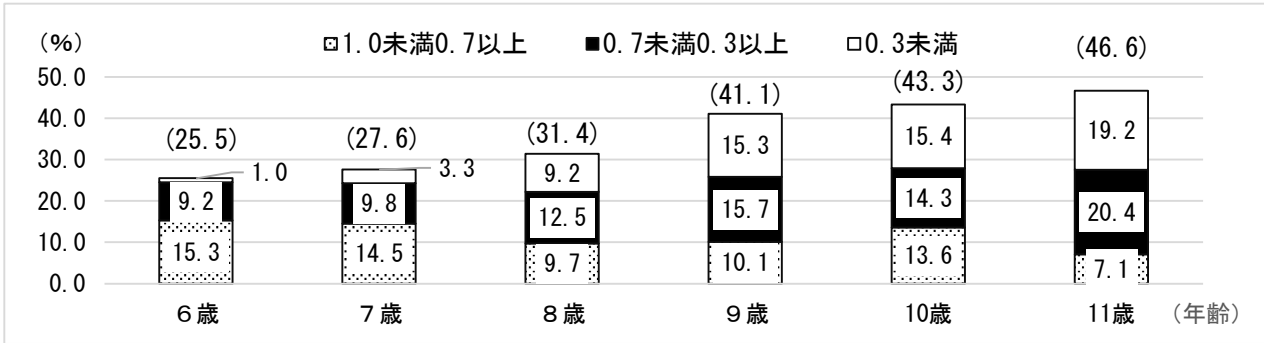 （%）
1.0未満0.7以上 0.7未満0.3以上 0.3未満
50.0
40.0
30.0
20.0
10.0
0.0
(25.5) (27.6) (31.4) (41.1) (43.3) (46.6)
1.0 3.3 9.2 15.3 15.4 19.2
9.2 9.8 12.5 15.7 14.3 20.4
15.3 14.5 9.7 10.1 13.6 7.1
６歳 ７歳 ８歳 ９歳 10歳 11歳 （年齢）